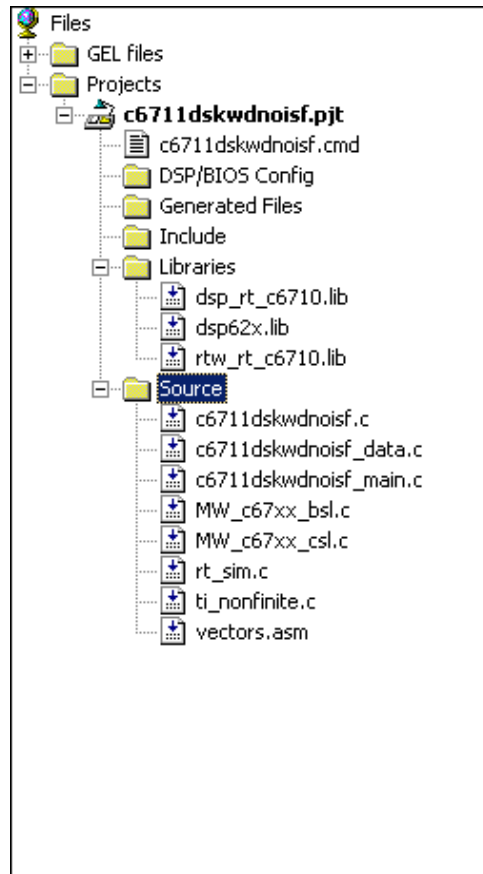 Files
GEL files
Projects
c6711dskwdnoisf.pjt
c6711dskwdnoisf.cmd
DSP/BIOS Config
Generated Files
Include
Libraries
dsp_rt_c6710.lib
dsp62x.lib
rtw_rt_c6710.lib
Source
c6711dskwdnoisf.c
c6711dskwdnoisf_data.c
c6711dskwdnoisf_main.c
MW_c67xx_bsl.c
MW_c67xx_csl.c
rt_sim.c
ti_nonfinite.c
vectors.asm